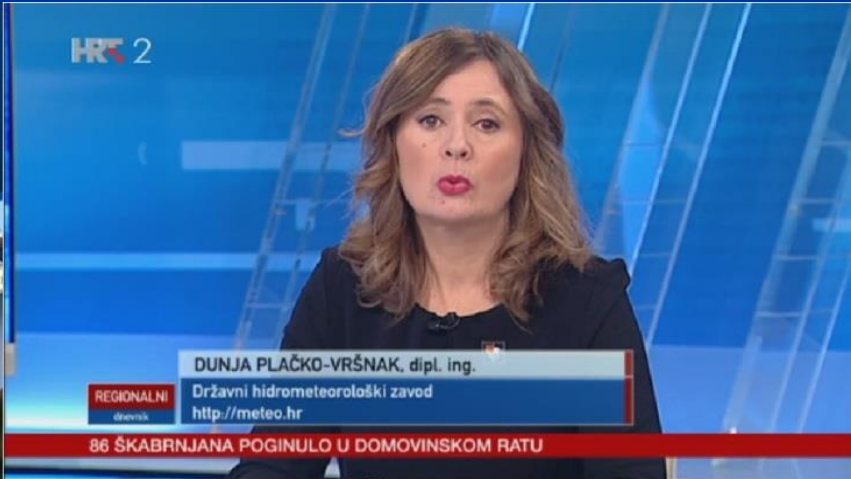 HRT 2
DUNJA PLAČKO-VRŠNAK, dipl. ing.
REGIONALNI
dnevnik
Državni hidrometeorološki zavod
http://meteo.hr
86 ŠKABRNJANA POGINULO U DOMOVINSKOM RATU